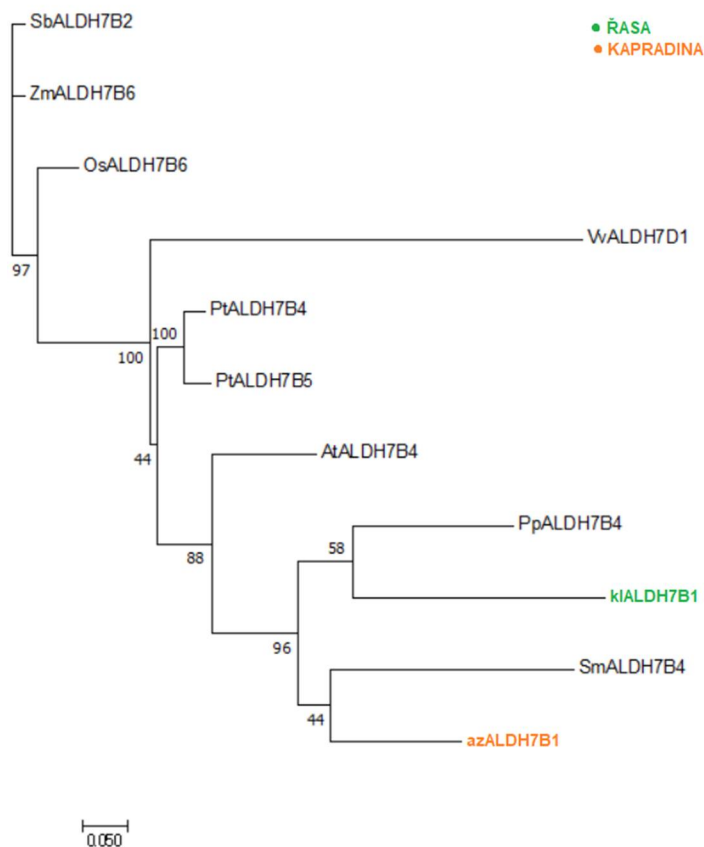 SbALDH7B2
ŘASA
KAPRADINA
ZmALDH7B6
OsALDH7B6
97
VvALDH7D1
PtALDH7B4
100
100
PtALDH7B5
44
AtALDH7B4
PpALDH7B4
58
88
klALDH7B1
96
SmALDH7B4
44
azALDH7B1
0.050